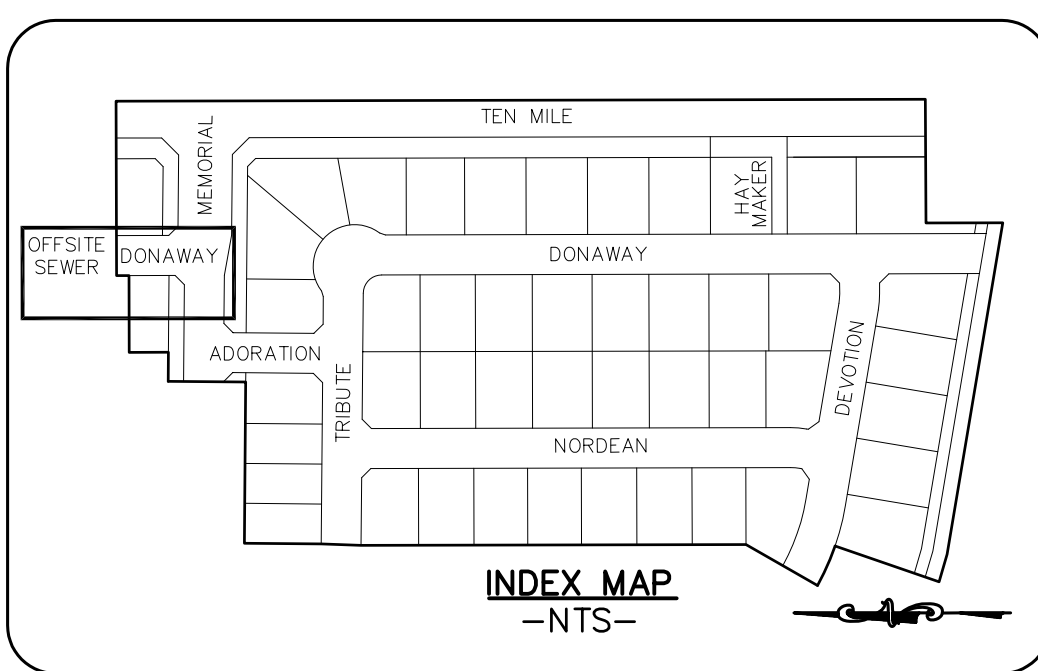 TEN MILE
MEMORIAL
HAY
MAKER
OFFSITE
SEWER
DONAWAY
DONAWAY
ADORATION
TRIBUTE
DEVOTION
NORDEAN
INDEX MAP
-NTS-